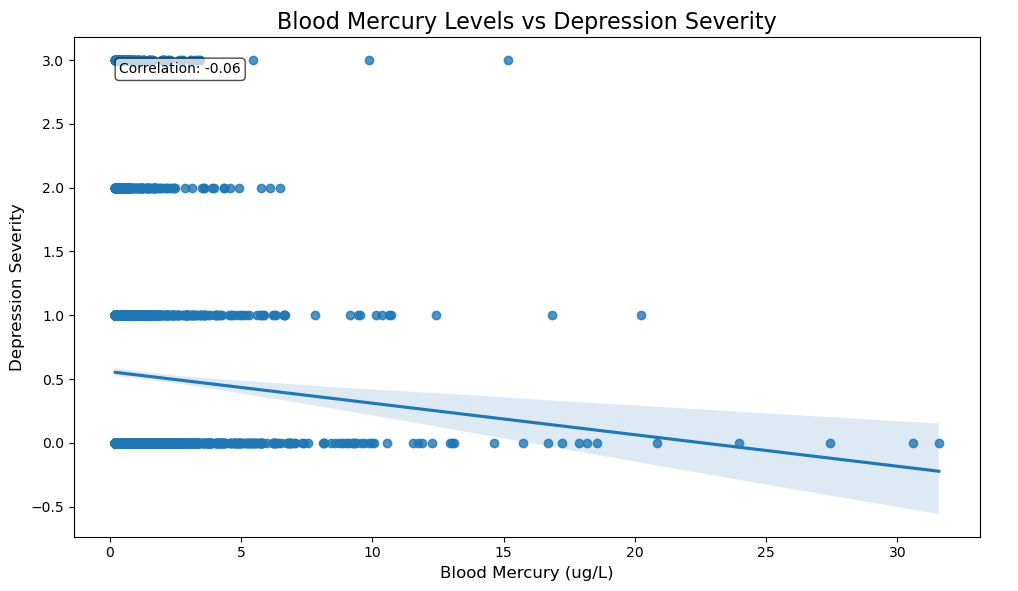 Blood Mercury Levels vs Depression Severity
Correlation: -0.06
3.0
2.5
2.0
1.5
1.0
0.5
0.0
−0.5
Depression Severity
0 5 10 15 20 25 30
Blood Mercury (ug/L)